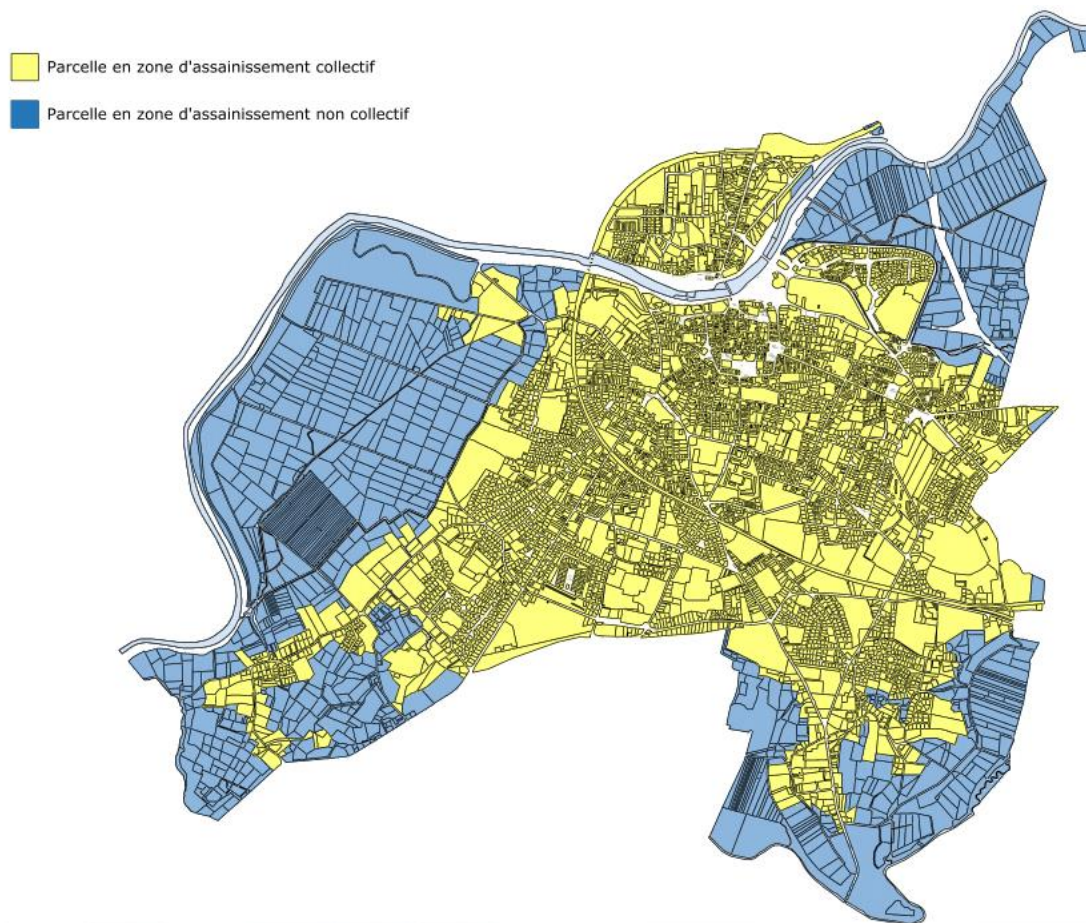 Parcelle en zone d'assainissement collectif
Parcelle en zone d'assainissement non collectif